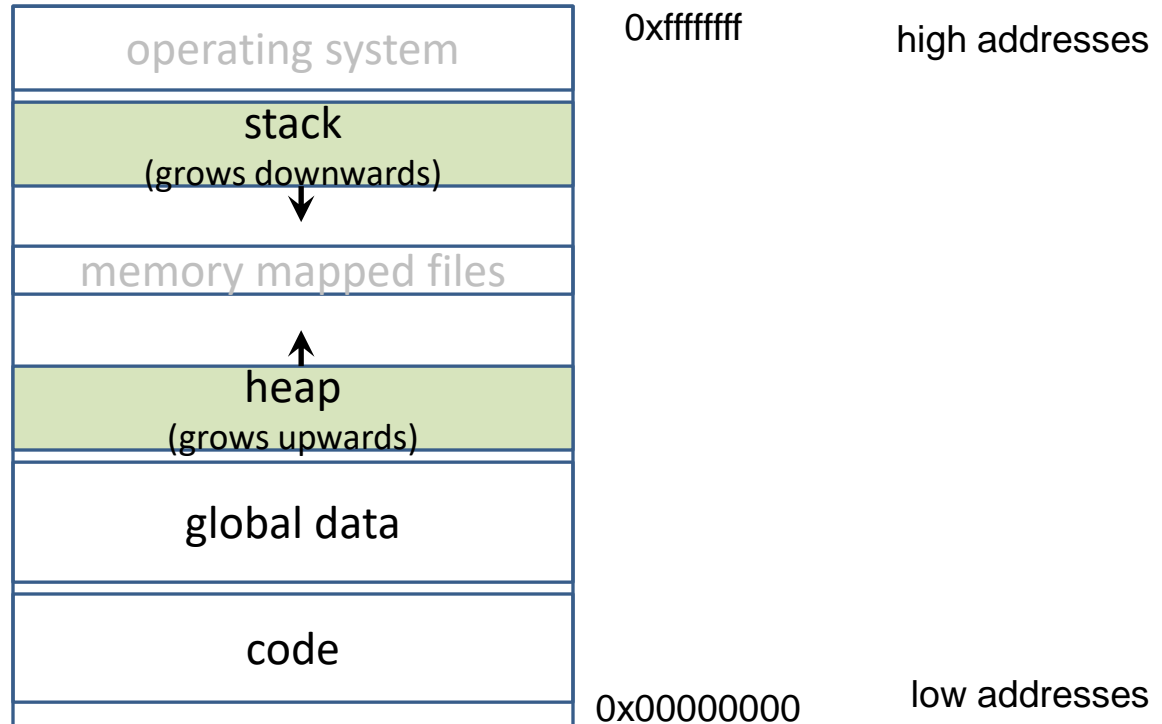 operating system
0xffffffff
high addresses
stack
(grows downwards)
memory mapped files
heap
(grows upwards)
global data
code
0x00000000
low addresses